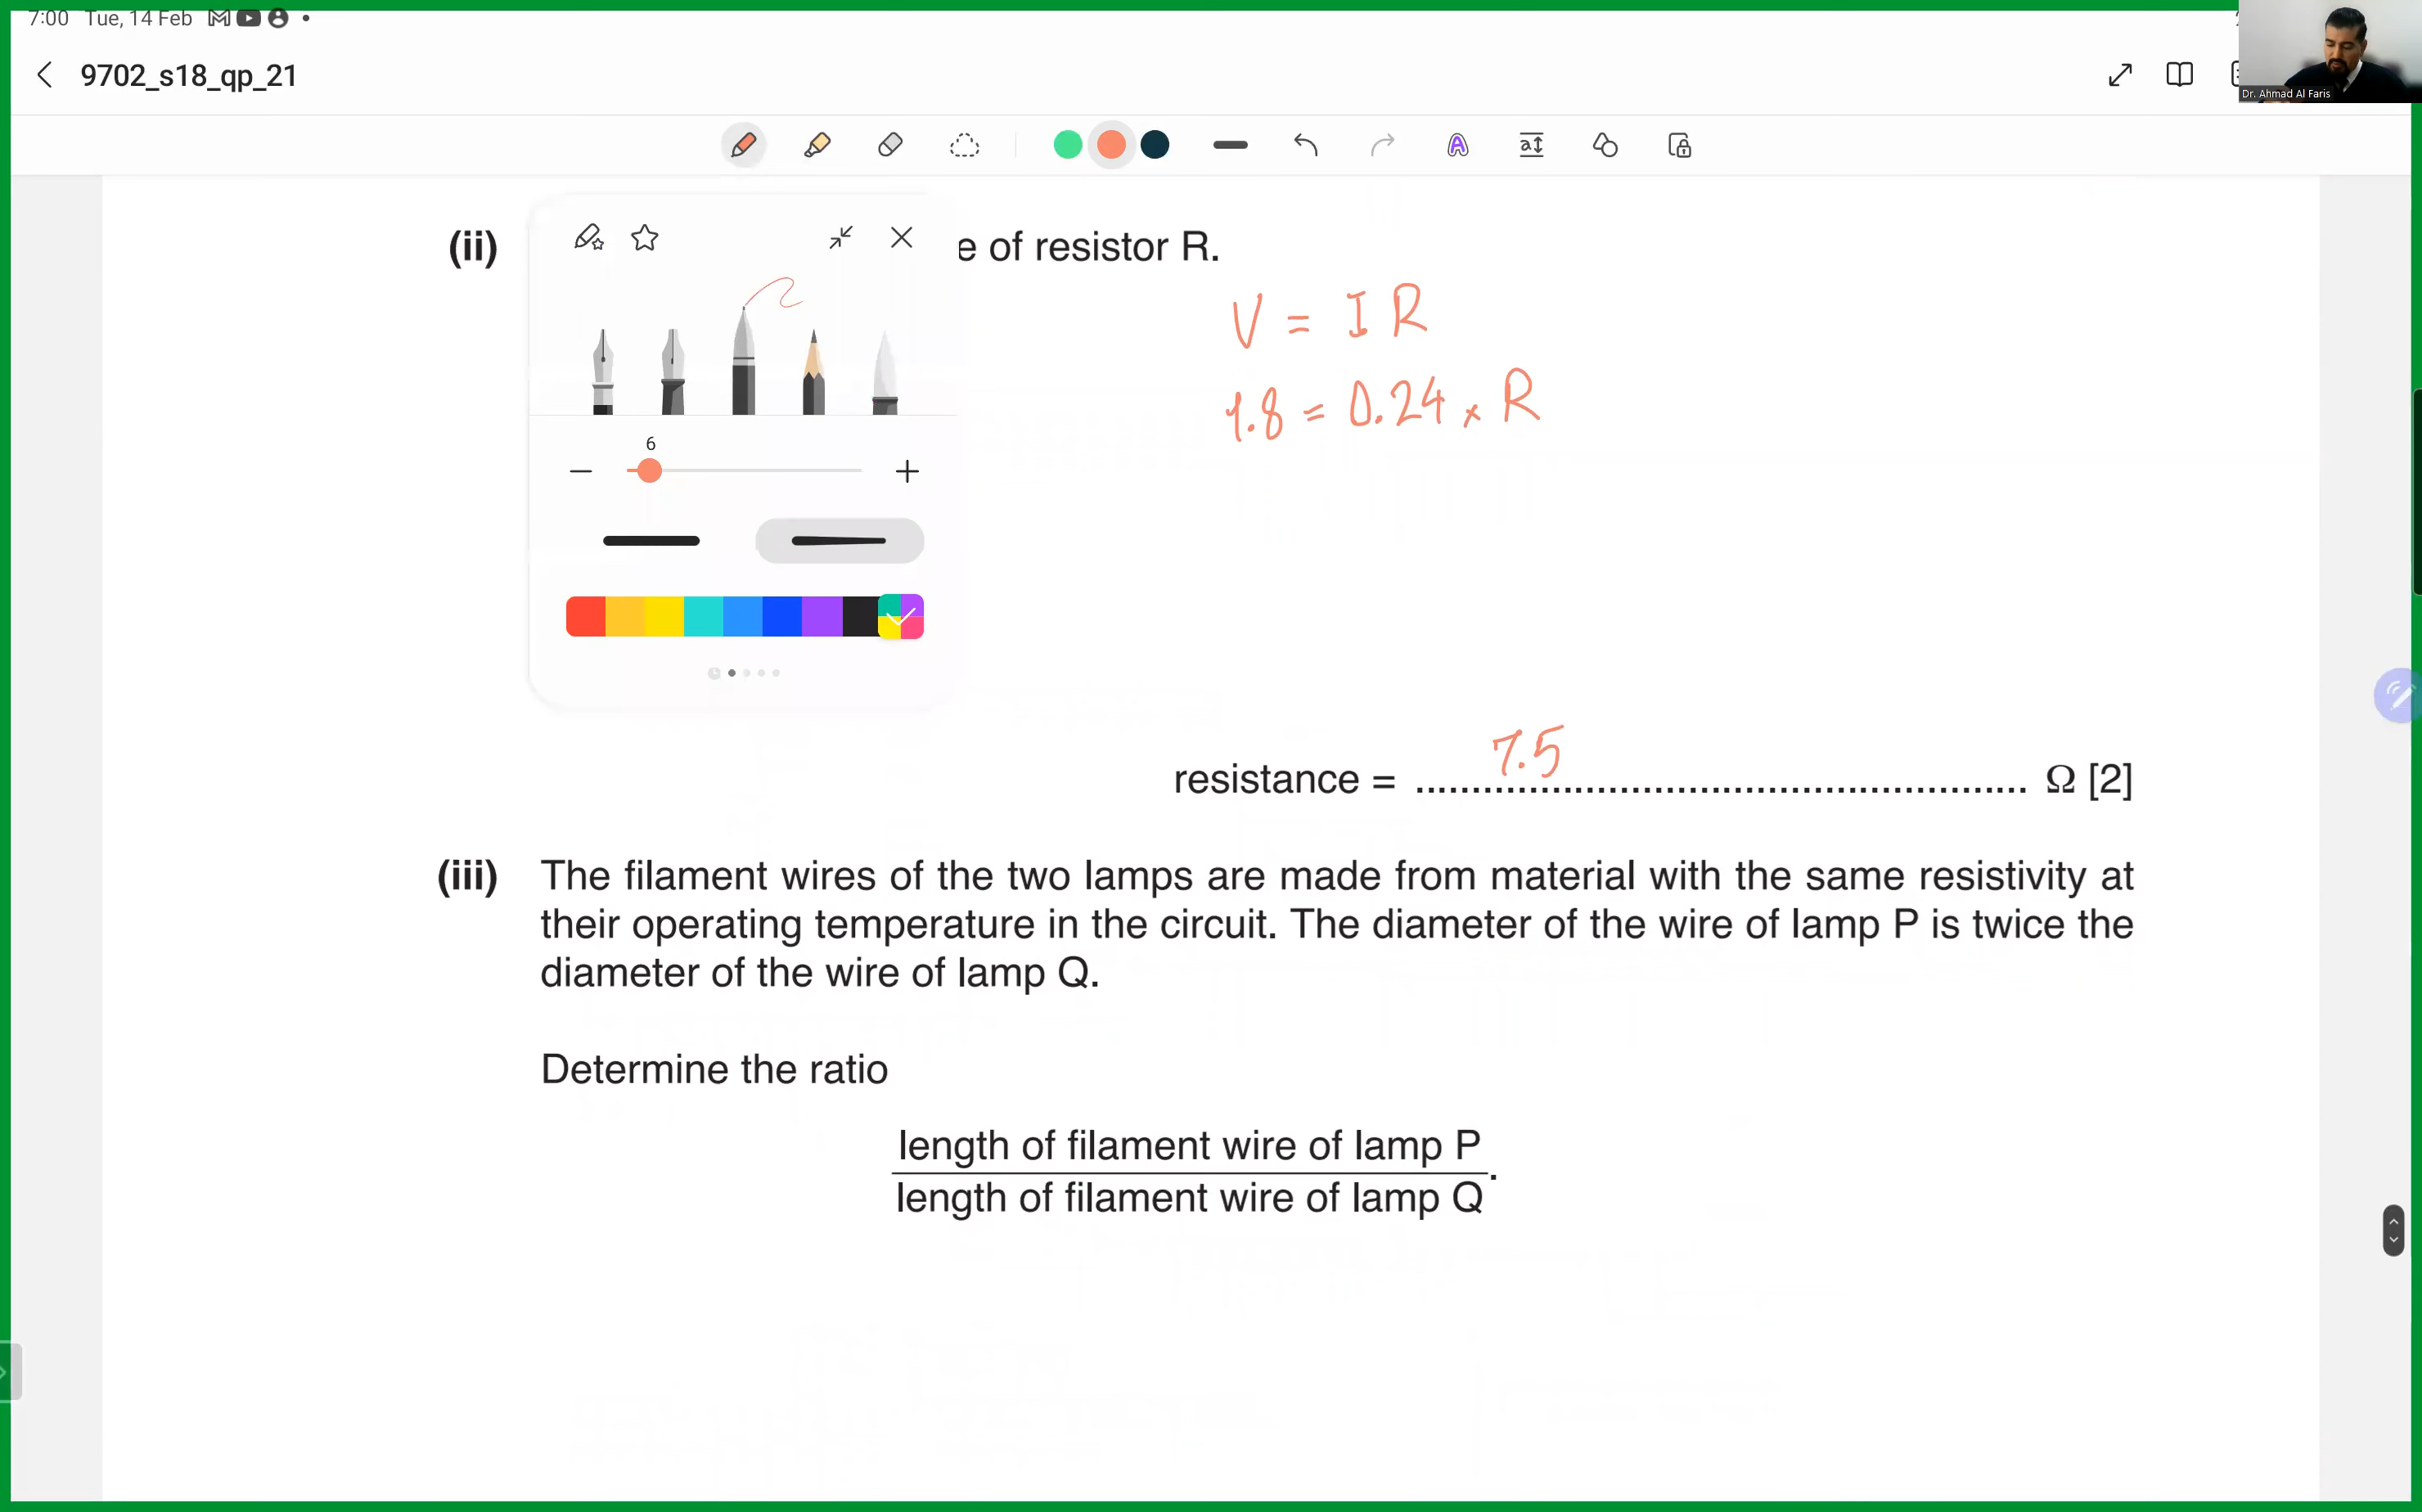 7:00 Tue, 14 Feb
9702_s18_qp_21
Dr. Ahmad Al Faris
(ii) e of resistor R.
V = I R
1.8 = 0.24 × R
6
7.5
resistance = ........................................................ Ω [2]
(iii) The filament wires of the two lamps are made from material with the same resistivity at
their operating temperature in the circuit. The diameter of the wire of lamp P is twice the
diameter of the wire of lamp Q.
Determine the ratio
length of filament wire of lamp P
length of filament wire of lamp Q.